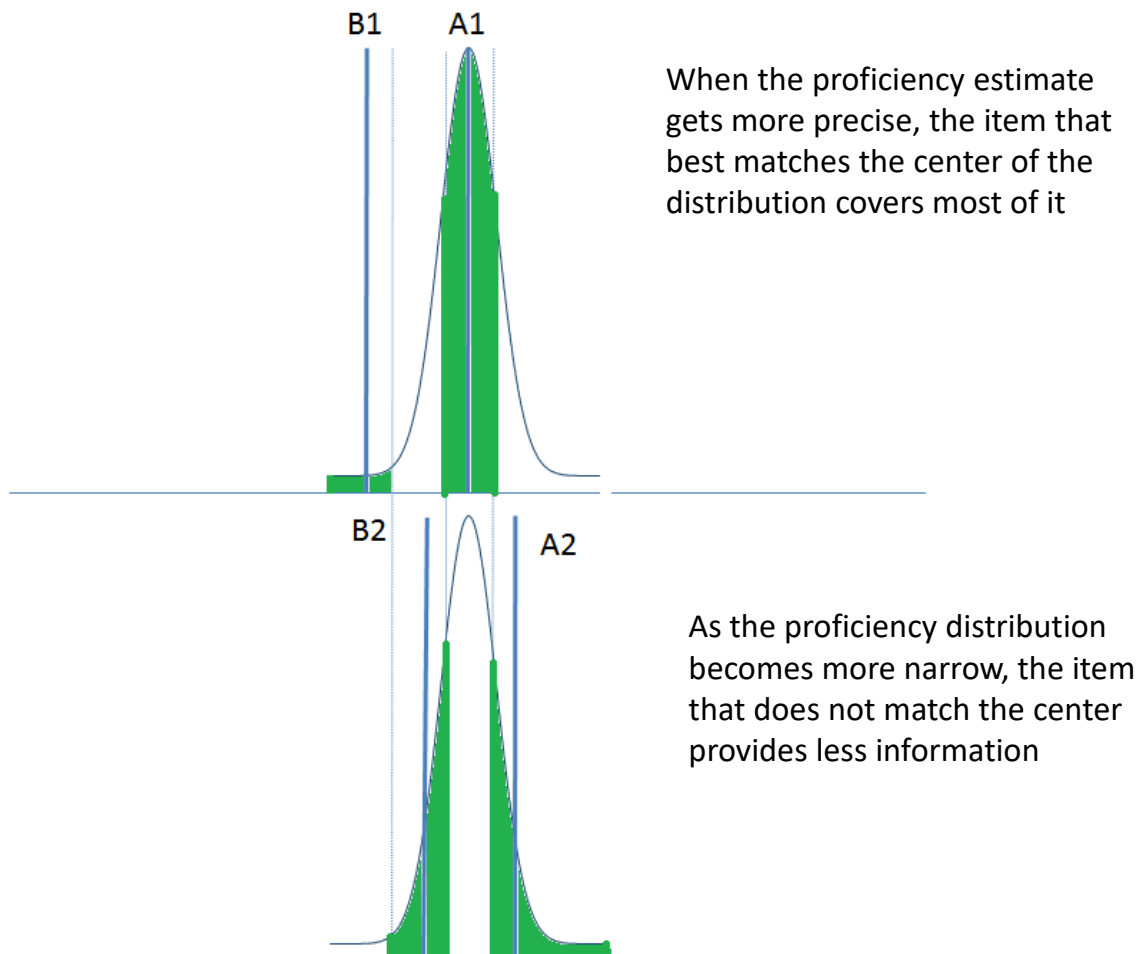 B1 A1
When the proficiency estimate
gets more precise, the item that
best matches the center of the
distribution covers most of it
B2 A2
As the proficiency distribution
becomes more narrow, the item
that does not match the center
provides less information